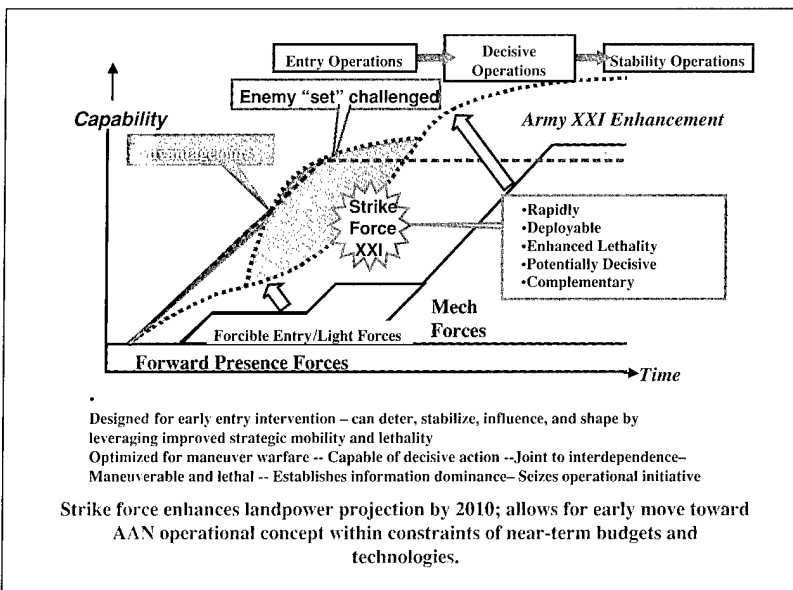 Entry Operations
Decisive
Operations
Stability Operations
Enemy "set" challenged
Capability
Army XXI Enhancement
Strike
Force
XXI
•Rapidly
•Deployable
•Enhanced Lethality
•Potentially Decisive
•Complementary
Mech
Forces
Forcible Entry/Light Forces
Forward Presence Forces
Time
•
Designed for early entry intervention – can deter, stabilize, influence, and shape by
leveraging improved strategic mobility and lethality
Optimized for maneuver warfare -- Capable of decisive action --Joint to interdependence–
Maneuverable and lethal -- Establishes information dominance– Seizes operational initiative
Strike force enhances landpower projection by 2010; allows for early move toward
AAN operational concept within constraints of near-term budgets and
technologies.